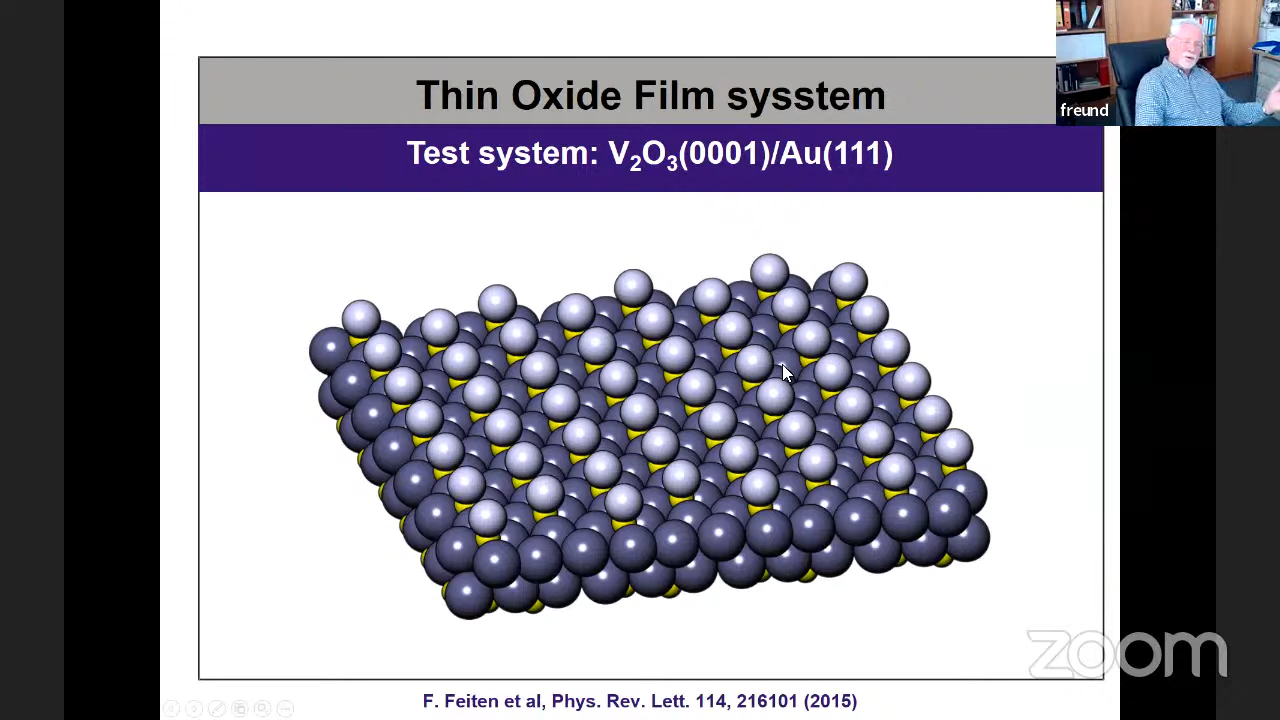 Thin Oxide Film sysstem
freund
Test system: V₂O₃(0001)/Au(111)
zoom
F. Feiten et al, Phys. Rev. Lett. 114, 216101 (2015)